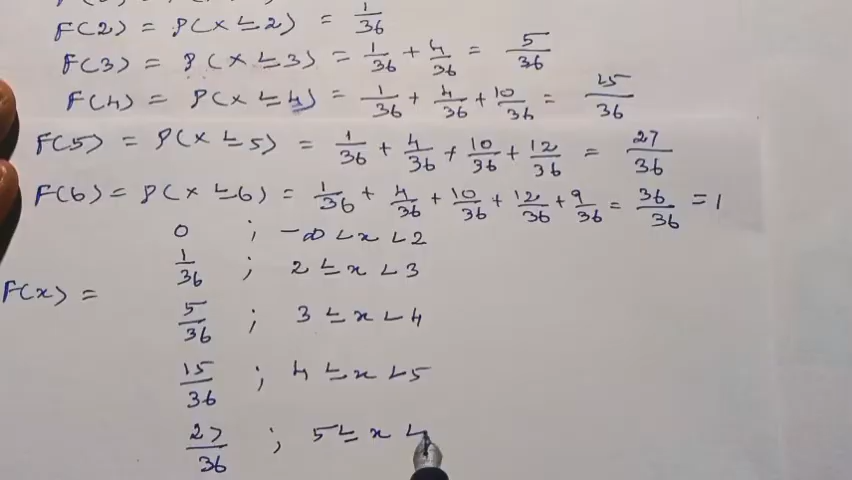 F(2) = P(X ≤ 2) = 1/36
F(3) = P(X ≤ 3) = 1/36 + 4/36 = 5/36
F(4) = P(X ≤ 4) = 1/36 + 4/36 + 10/36 = 15/36
F(5) = P(X ≤ 5) = 1/36 + 4/36 + 10/36 + 12/36 = 27/36
F(6) = P(X ≤ 6) = 1/36 + 4/36 + 10/36 + 12/36 + 9/36 = 36/36 = 1
0 ; -∞ < x < 2
1/36 ; 2 ≤ x < 3
F(x) =
5/36 ; 3 ≤ x < 4
15/36 ; 4 ≤ x < 5
27/36 ; 5 ≤ x <